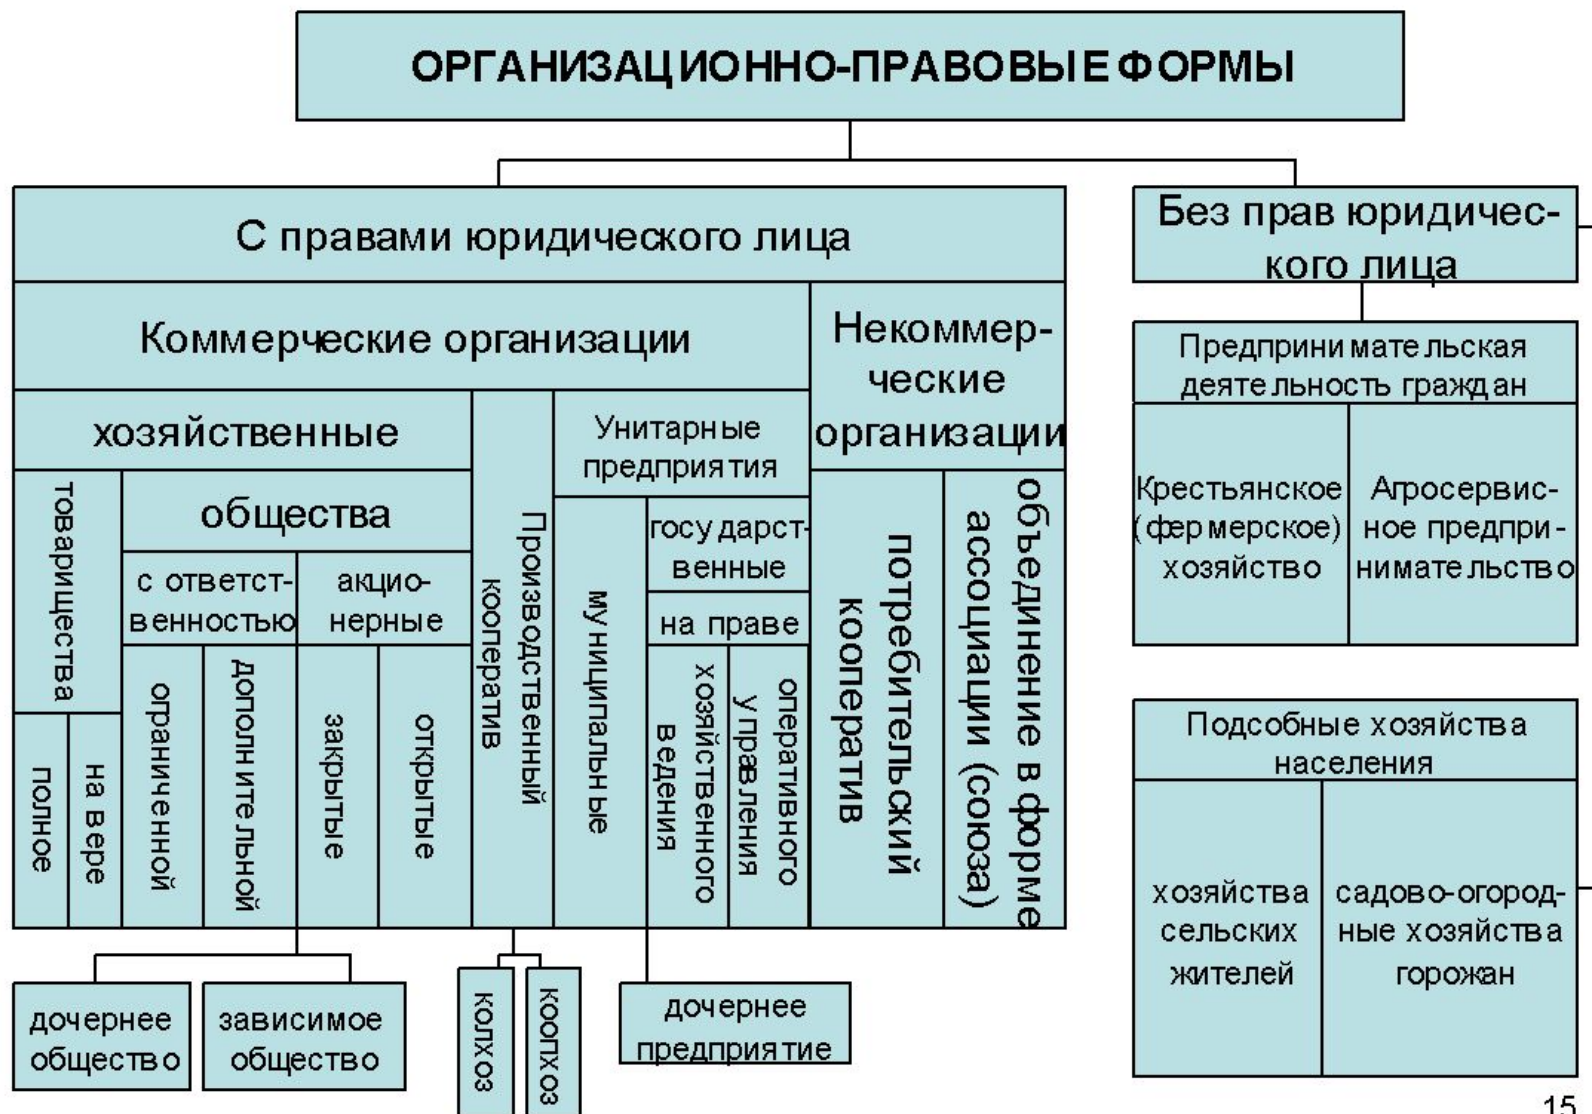 ОРГАНИЗАЦИОННО-ПРАВОВЫЕ ФОРМЫ
С правами юридического лица
Без прав юридичес-
кого лица
Коммерческие организации
Некоммер-
ческие
организации
хозяйственные
Унитарные
предприятия
товарищества
общества
Производственный
кооператив
муниципальные
государст-
венные
потребительский
кооператив
объединение в форме
ассоциации (союза)
с ответст-
венностью
акцио-
нерные
на праве
полное
на вере
ограниченной
дополнительной
закрытые
открытые
хозяйственного
ведения
оперативного
управления
дочернее
общество
зависимое
общество
колхоз
коопхоз
дочернее
предприятие
Предпринимательская
деятельность граждан
Крестьянское
(фермерское)
хозяйство
Агросервис-
ное предпри-
нимательство
Подсобные хозяйства
населения
хозяйства
сельских
жителей
садово-огород-
ные хозяйства
горожан
15